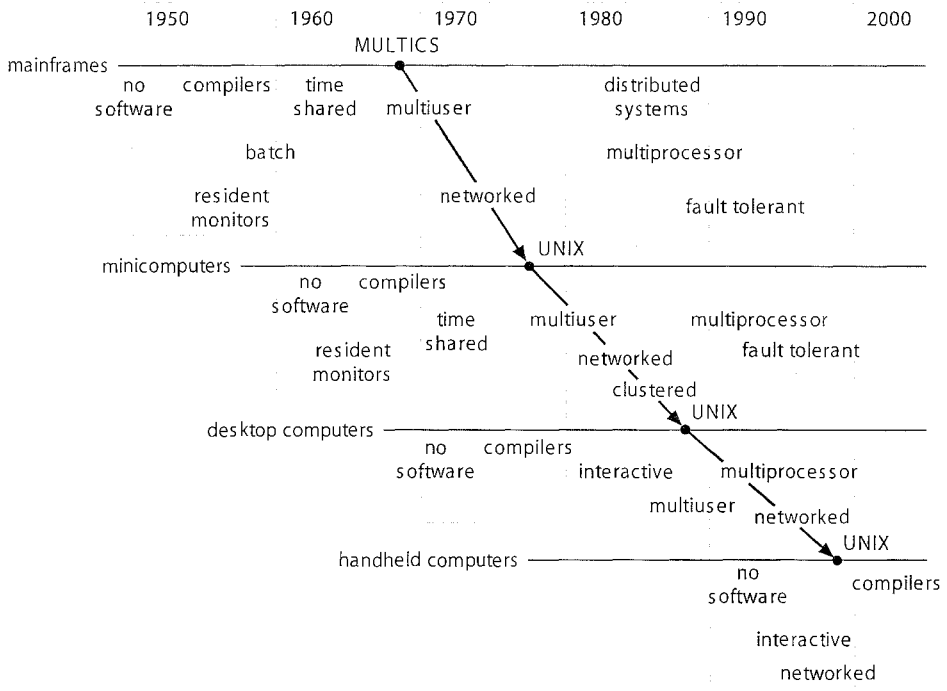 1950 1960 1970 1980 1990 2000
MULTICS
mainframes
no compilers time distributed
software shared multiuser systems
batch multiprocessor
resident networked
monitors fault tolerant
UNIX
minicomputers
no compilers
software
time multiuser multiprocessor
shared
resident networked fault tolerant
monitors
clustered
UNIX
desktop computers
no compilers
software interactive multiprocessor
multiuser
networked
UNIX
handheld computers
no compilers
software
interactive
networked